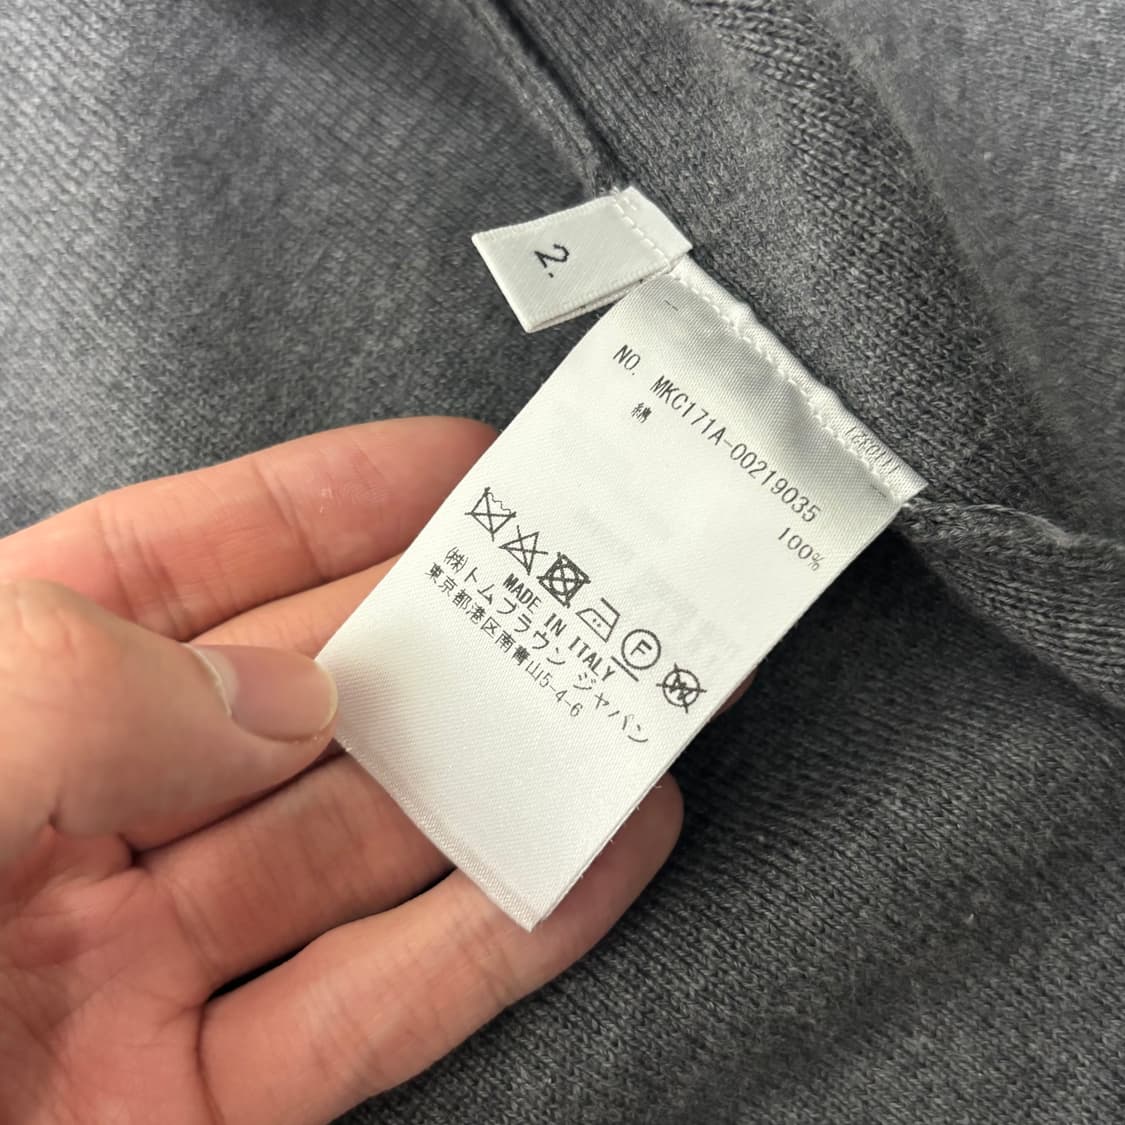 2.
NO. MKC171A-00219035
綿 100%
F
W
MADE IN ITALY
(株)トムブラウン ジャパン
東京都港区南青山5-4-6